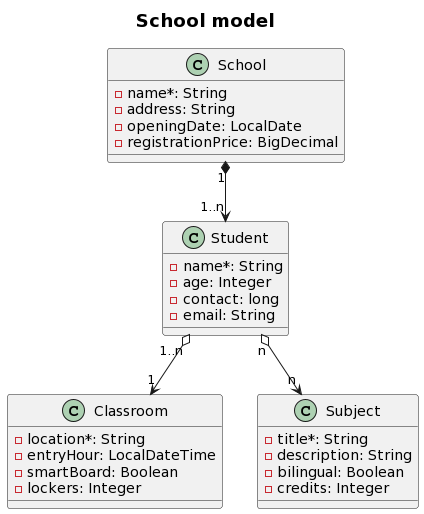 School model
C School
name*: String
address: String
openingDate: LocalDate
registrationPrice: BigDecimal
1
1..n
C Student
name*: String
age: Integer
contact: long
email: String
1..n
n
1
n
C Classroom
location*: String
entryHour: LocalDateTime
smartBoard: Boolean
lockers: Integer
C Subject
title*: String
description: String
bilingual: Boolean
credits: Integer